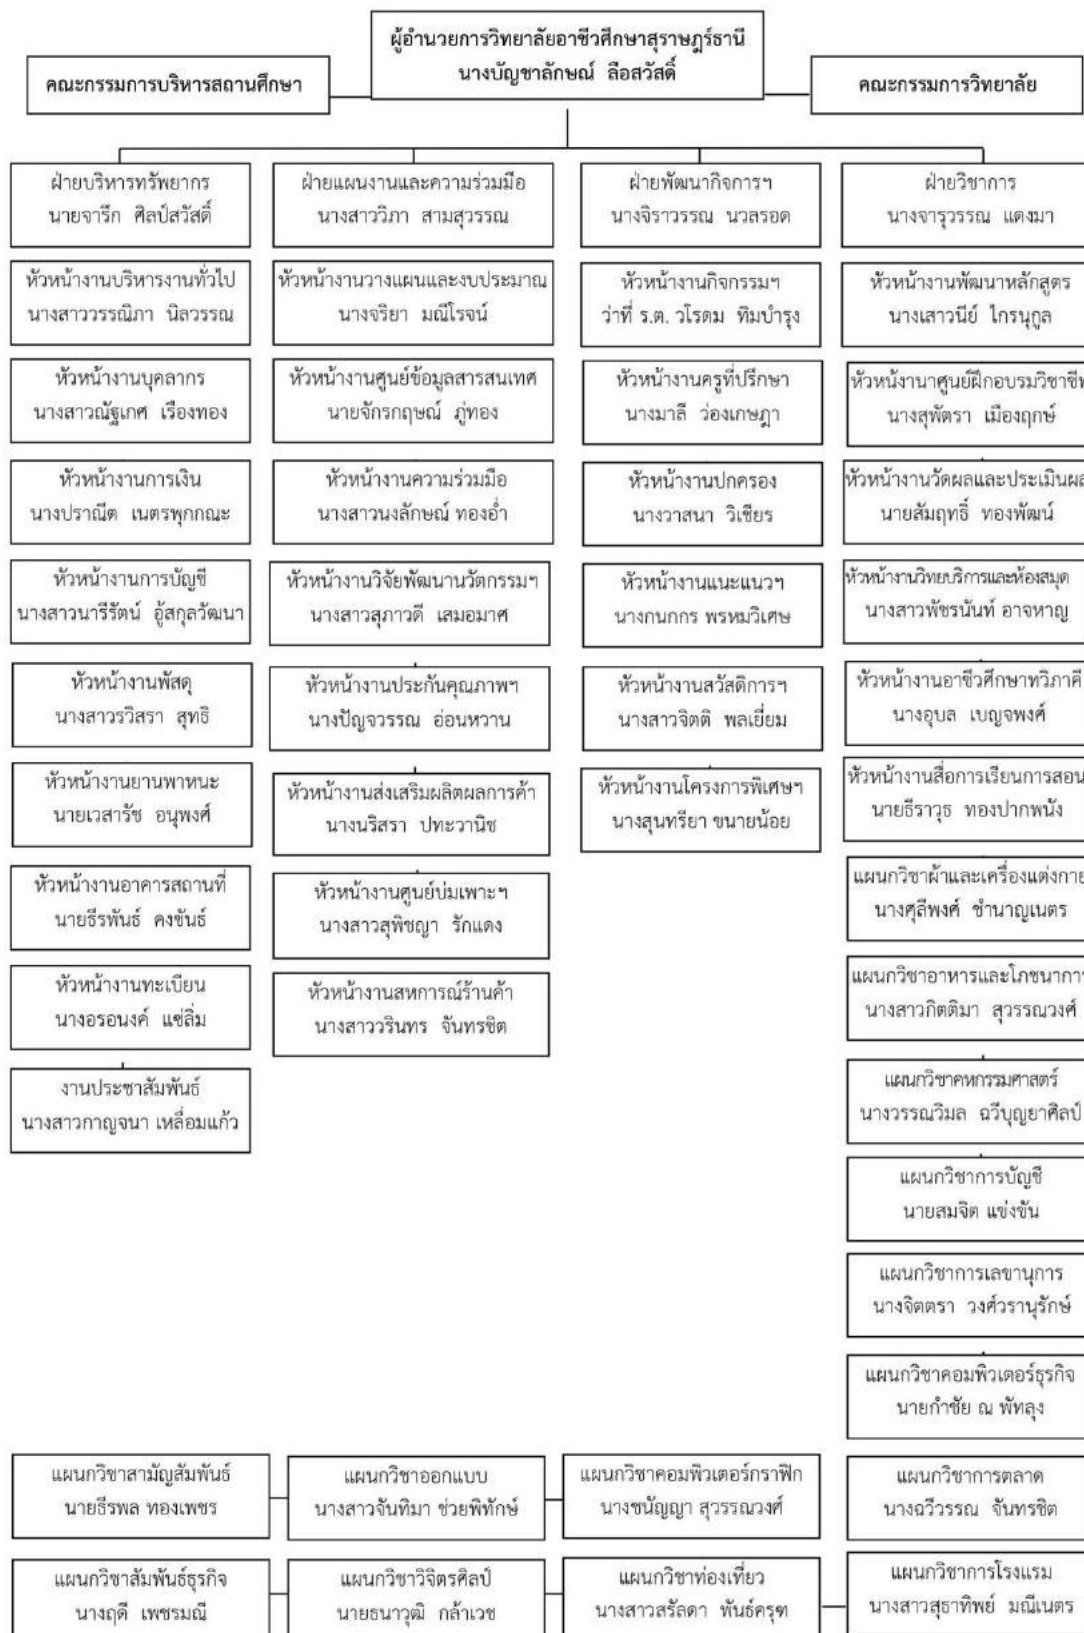 ผู้อำนวยการวิทยาลัยอาชีวศึกษาสุราษฎร์ธานี
นางบัญชาลักษณ์ ลือสวัสดิ์
คณะกรรมการบริหารสถานศึกษา
คณะกรรมการวิทยาลัย
ฝ่ายบริหารทรัพยากร
นายจารึก ศิลป์สวัสดิ์
ฝ่ายแผนงานและความร่วมมือ
นางสาววิภา สามสุวรรณ
ฝ่ายพัฒนากิจการฯ
นางจิราวรรณ นวลรอด
ฝ่ายวิชาการ
นางจารุวรรณ แดงมา
หัวหน้างานบริหารงานทั่วไป
นางสาววรรณิภา นิลวรรณ
หัวหน้างานวางแผนและงบประมาณ
นางจริยา มณีโรจน์
หัวหน้างานกิจกรรมฯ
ว่าที่ ร.ต. วโรดม ทิมบำรุง
หัวหน้างานพัฒนาหลักสูตร
นางเสาวนีย์ ไกรนุกูล
หัวหน้างานบุคลากร
นางสาวณัฐเกศ เรืองทอง
หัวหน้างานศูนย์ข้อมูลสารสนเทศ
นายจักรกฤษณ์ ภู่ทอง
หัวหน้างานครูที่ปรึกษา
นางมาลี ว่องเกษฎา
หัวหน้งานาศูนย์ฝึกอบรมวิชาชีพ
นางสุพัตรา เมืองฤกษ์
หัวหน้างานการเงิน
นางปราณีต เนตรพุกกณะ
หัวหน้างานความร่วมมือ
นางสาวนงลักษณ์ ทองอ่ำ
หัวหน้างานปกครอง
นางวาสนา วิเชียร
หัวหน้างานวัดผลและประเมินผล
นายสัมฤทธิ์ ทองพัฒน์
หัวหน้างานการบัญชี
นางสาวนารีรัตน์ อู้สกุลวัฒนา
หัวหน้างานวิจัยพัฒนานวัตกรรมฯ
นางสาวสุภาวดี เสมอมาศ
หัวหน้างานแนะแนวฯ
นางกนกกร พรหมวิเศษ
หัวหน้างานวิทยบริการและห้องสมุด
นางสาวพัชรนันท์ อาจหาญ
หัวหน้างานพัสดุ
นางสาวรวิสรา สุทธิ
หัวหน้างานประกันคุณภาพฯ
นางปัญจวรรณ อ่อนหวาน
หัวหน้างานสวัสดิการฯ
นางสาวจิตติ พลเยี่ยม
หัวหน้างานอาชีวศึกษาทวิภาคี
นางอุบล เบญจพงศ์
หัวหน้างานยานพาหนะ
นายเวสารัช อนุพงศ์
หัวหน้างานส่งเสริมผลิตผลการค้า
นางนริสรา ปทะวานิช
หัวหน้างานโครงการพิเศษฯ
นางสุนทรียา ขนายน้อย
หัวหน้างานสื่อการเรียนการสอน
นายธีราวุธ ทองปากพนัง
หัวหน้างานอาคารสถานที่
นายธีรพันธ์ คงขันธ์
หัวหน้างานศูนย์บ่มเพาะฯ
นางสาวสุพิชญา รักแดง
แผนกวิชาผ้าและเครื่องแต่งกาย
นางศุลีพงศ์ ชำนาญเนตร
หัวหน้างานทะเบียน
นางอรอนงค์ แซ่ลิ่ม
หัวหน้างานสหการณ์ร้านค้า
นางสาววรินทร จันทรชิต
แผนกวิชาอาหารและโภชนาการ
นางสาวกิตติมา สุวรรณวงศ์
งานประชาสัมพันธ์
นางสาวกาญจนา เหลื่อมแก้ว
แผนกวิชาคหกรรมศาสตร์
นางวรรณวิมล ฉวีบุญยาศิลป์
แผนกวิชาการบัญชี
นายสมจิต แข่งขัน
แผนกวิชาการเลขานุการ
นางจิตตรา วงศ์วรานุรักษ์
แผนกวิชาคอมพิวเตอร์ธุรกิจ
นายกำชัย ณ พัทลุง
แผนกวิชาสามัญสัมพันธ์
นายธีรพล ทองเพชร
แผนกวิชาออกแบบ
นางสาวจันทิมา ช่วยพิทักษ์
แผนกวิชาคอมพิวเตอร์กราฟิก
นางชนัญญา สุวรรณวงศ์
แผนกวิชาการตลาด
นางฉวีวรรณ จันทรชิต
แผนกวิชาสัมพันธ์ธุรกิจ
นางฤดี เพชรมณี
แผนกวิชาวิจิตรศิลป์
นายธนาวุฒิ กล้าเวช
แผนกวิชาท่องเที่ยว
นางสาวสรัลดา พันธ์ครุฑ
แผนกวิชาการโรงแรม
นางสาวสุธาทิพย์ มณีเนตร